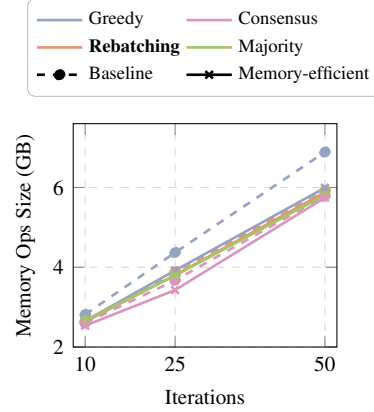 Greedy Consensus
Rebatching Majority
Baseline Memory-efficient
Memory Ops Size (GB)
6
4
2
10 25 50
Iterations